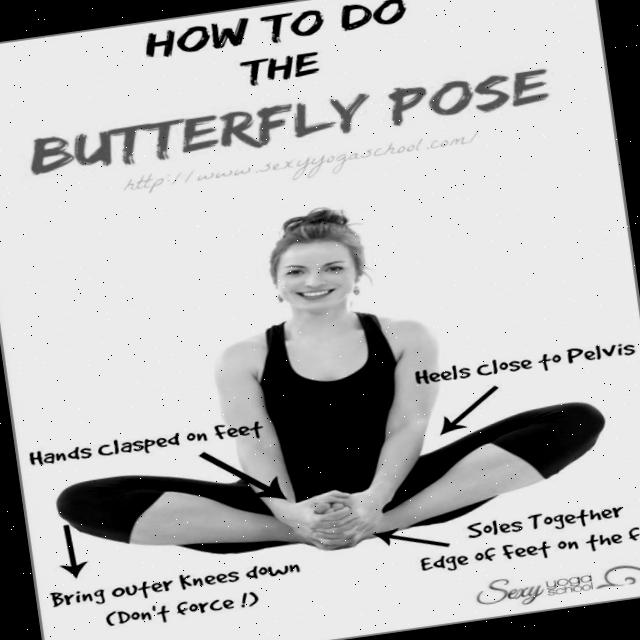 HOW TO DO
THE
BUTTERFLY POSE
http://www.sexyyogaschool.com/
Heels Close to Pelvis
Hands Clasped on Feet
Soles Together
Edge of Feet on the
Bring outer Knees down
(Don't force!)
Sexy yoga school